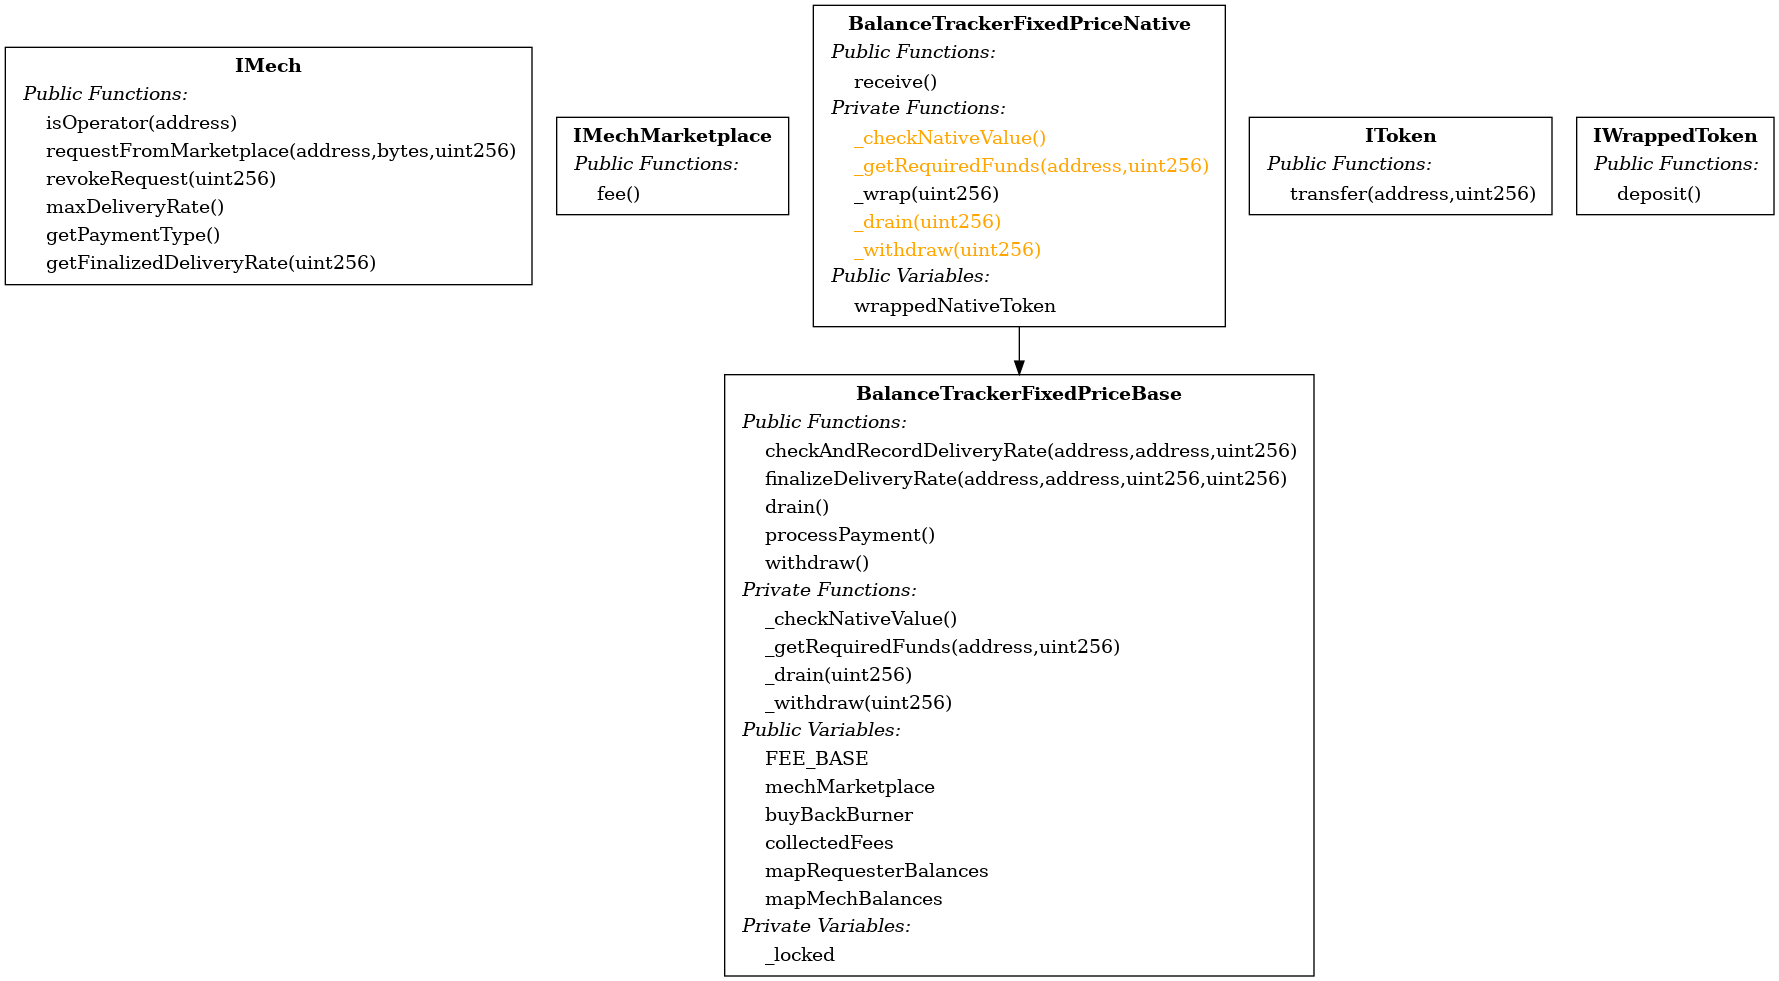 IMech
Public Functions:
isOperator(address)
requestFromMarketplace(address,bytes,uint256)
revokeRequest(uint256)
maxDeliveryRate()
getPaymentType()
getFinalizedDeliveryRate(uint256)
IMechMarketplace
Public Functions:
fee()
BalanceTrackerFixedPriceNative
Public Functions:
receive()
Private Functions:
_checkNativeValue()
_getRequiredFunds(address,uint256)
_wrap(uint256)
_drain(uint256)
_withdraw(uint256)
Public Variables:
wrappedNativeToken
IToken
Public Functions:
transfer(address,uint256)
IWrappedToken
Public Functions:
deposit()
BalanceTrackerFixedPriceBase
Public Functions:
checkAndRecordDeliveryRate(address,address,uint256)
finalizeDeliveryRate(address,address,uint256,uint256)
drain()
processPayment()
withdraw()
Private Functions:
_checkNativeValue()
_getRequiredFunds(address,uint256)
_drain(uint256)
_withdraw(uint256)
Public Variables:
FEE_BASE
mechMarketplace
buyBackBurner
collectedFees
mapRequesterBalances
mapMechBalances
Private Variables:
_locked